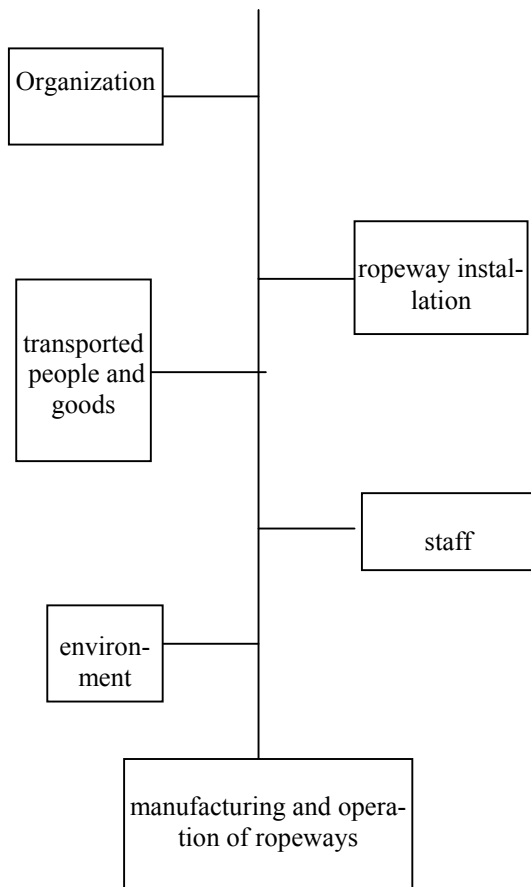 Organization
ropeway instal-
lation
transported
people and
goods
staff
environ-
ment
manufacturing and opera-
tion of ropeways